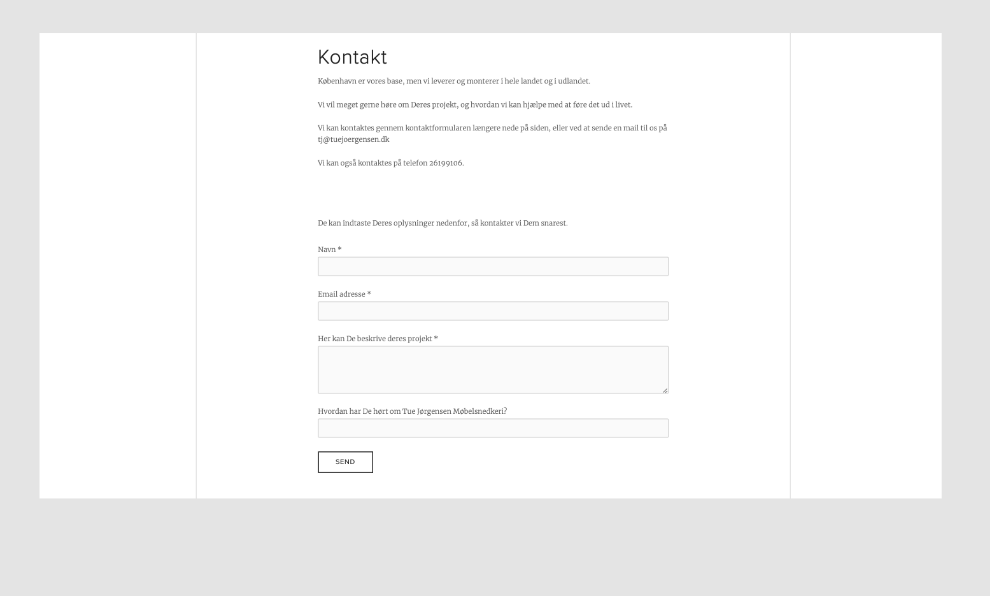 Kontakt
København er vores base, men vi leverer og monterer i hele landet og i udlandet.
Vi vil meget gerne høre om Deres projekt, og hvordan vi kan hjælpe med at føre det ud i livet.
Vi kan kontaktes gennem kontaktformularen længere nede på siden, eller ved at sende en mail til os på
tj@tuejoergensen.dk
Vi kan også kontaktes på telefon 26199106.
De kan indtaste Deres oplysninger nedenfor, så kontakter vi Dem snarest.
Navn *
Email adresse *
Her kan De beskrive deres projekt *
Hvordan har De hørt om Tue Jørgensen Møbelsnedkeri?
SEND